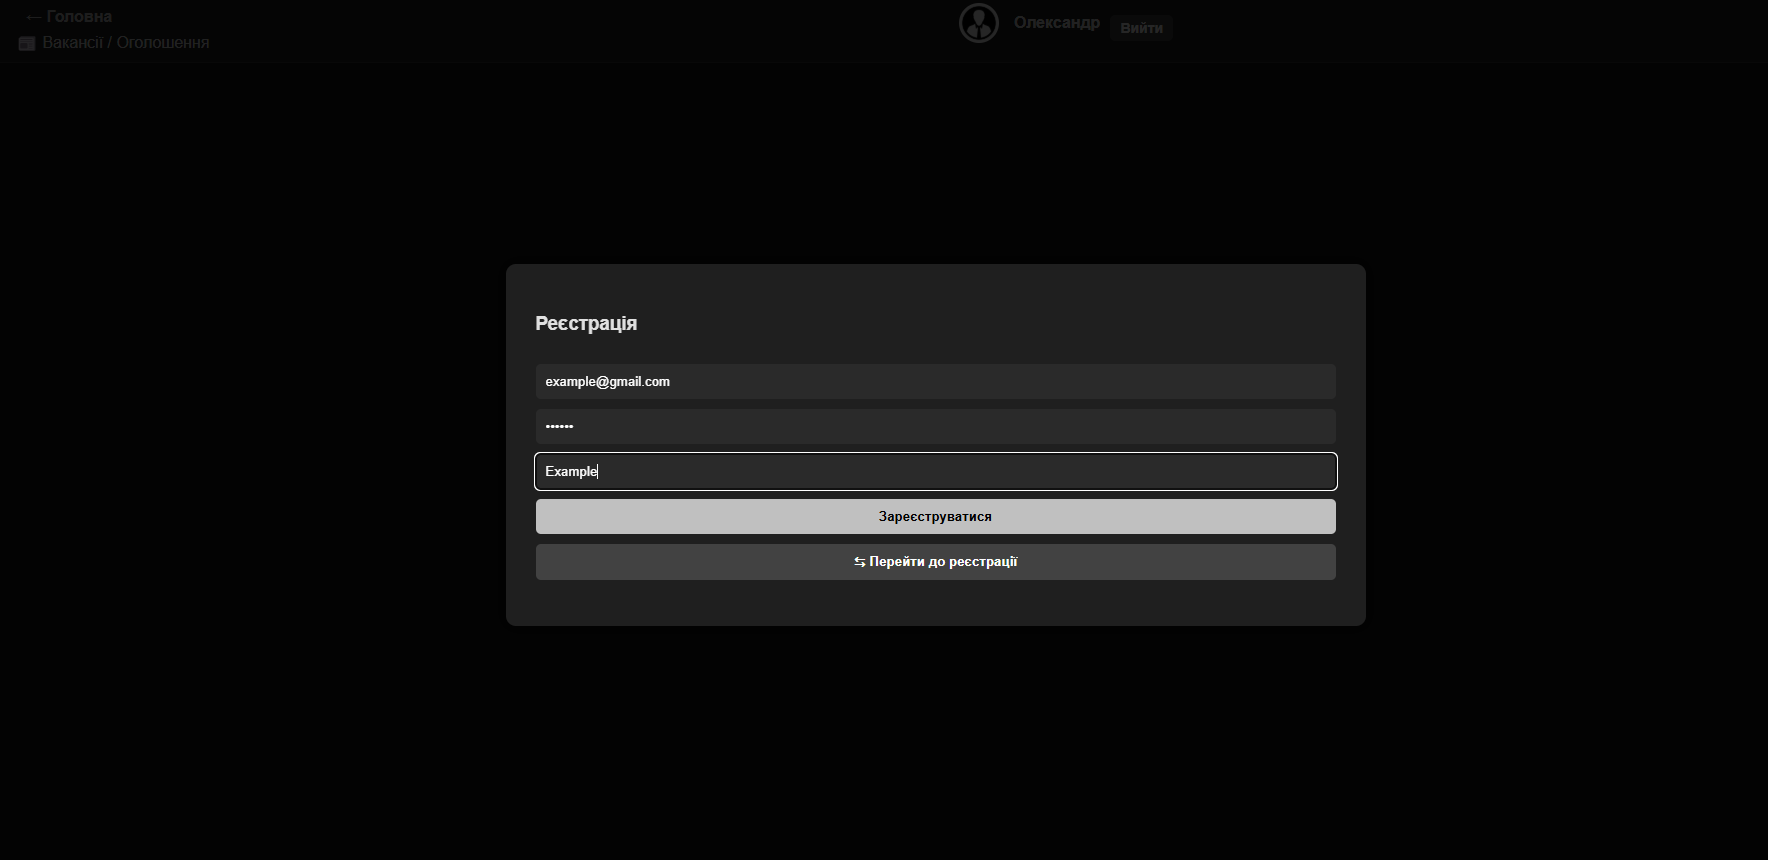 ← Головна
Вакансії / Оголошення
Олександр
Вийти
Реєстрація
example@gmail.com
••••••
Example
Зареєструватися
⇆ Перейти до реєстрації